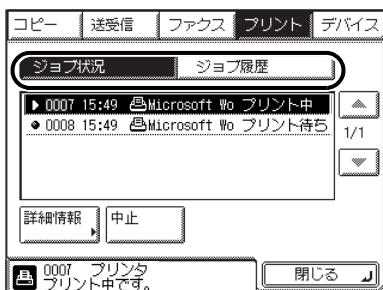 コピー 送受信 ファクス プリント デバイス
ジョブ状況 ジョブ履歴
0007 15:49 Microsoft Wo プリント中
0008 15:49 Microsoft Wo プリント待ち
1/1
詳細情報 中止
0007 プリンタ
プリント中です。
閉じる